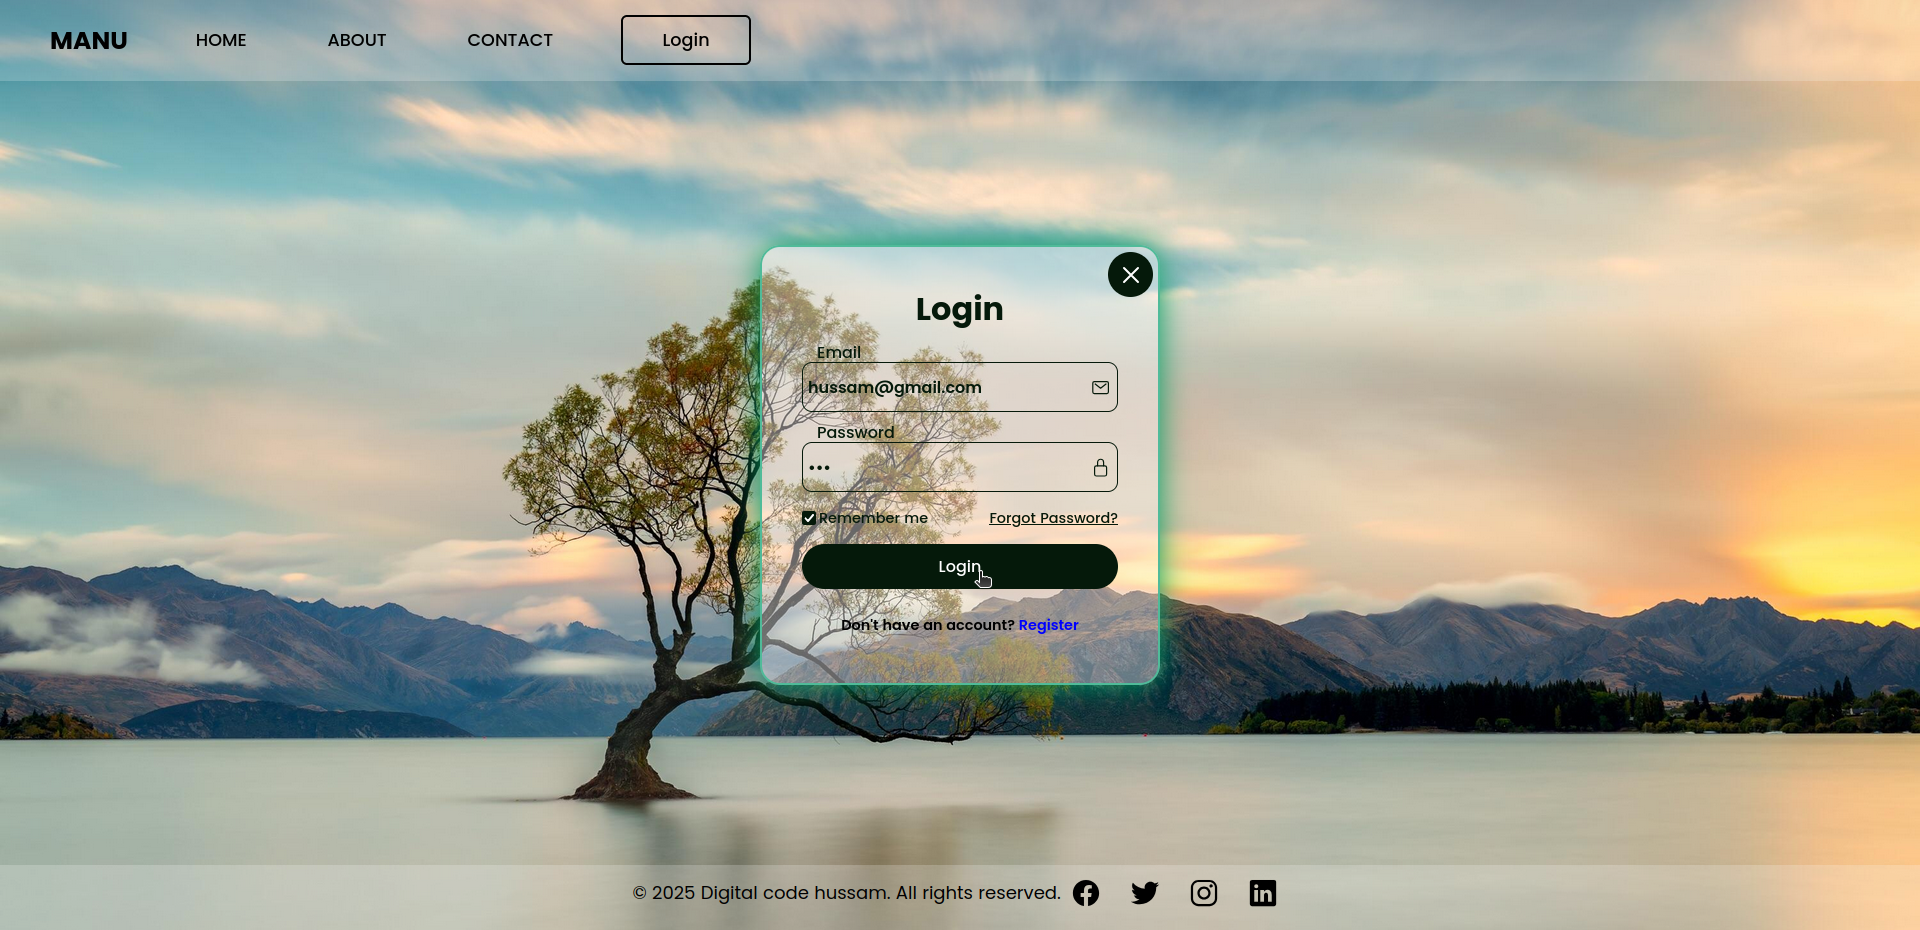 MANU HOME ABOUT CONTACT Login
Login
Email
hussam@gmail.com
Password
•••
Remember me Forgot Password?
Login
Don't have an account? Register
© 2025 Digital code hussam. All rights reserved.